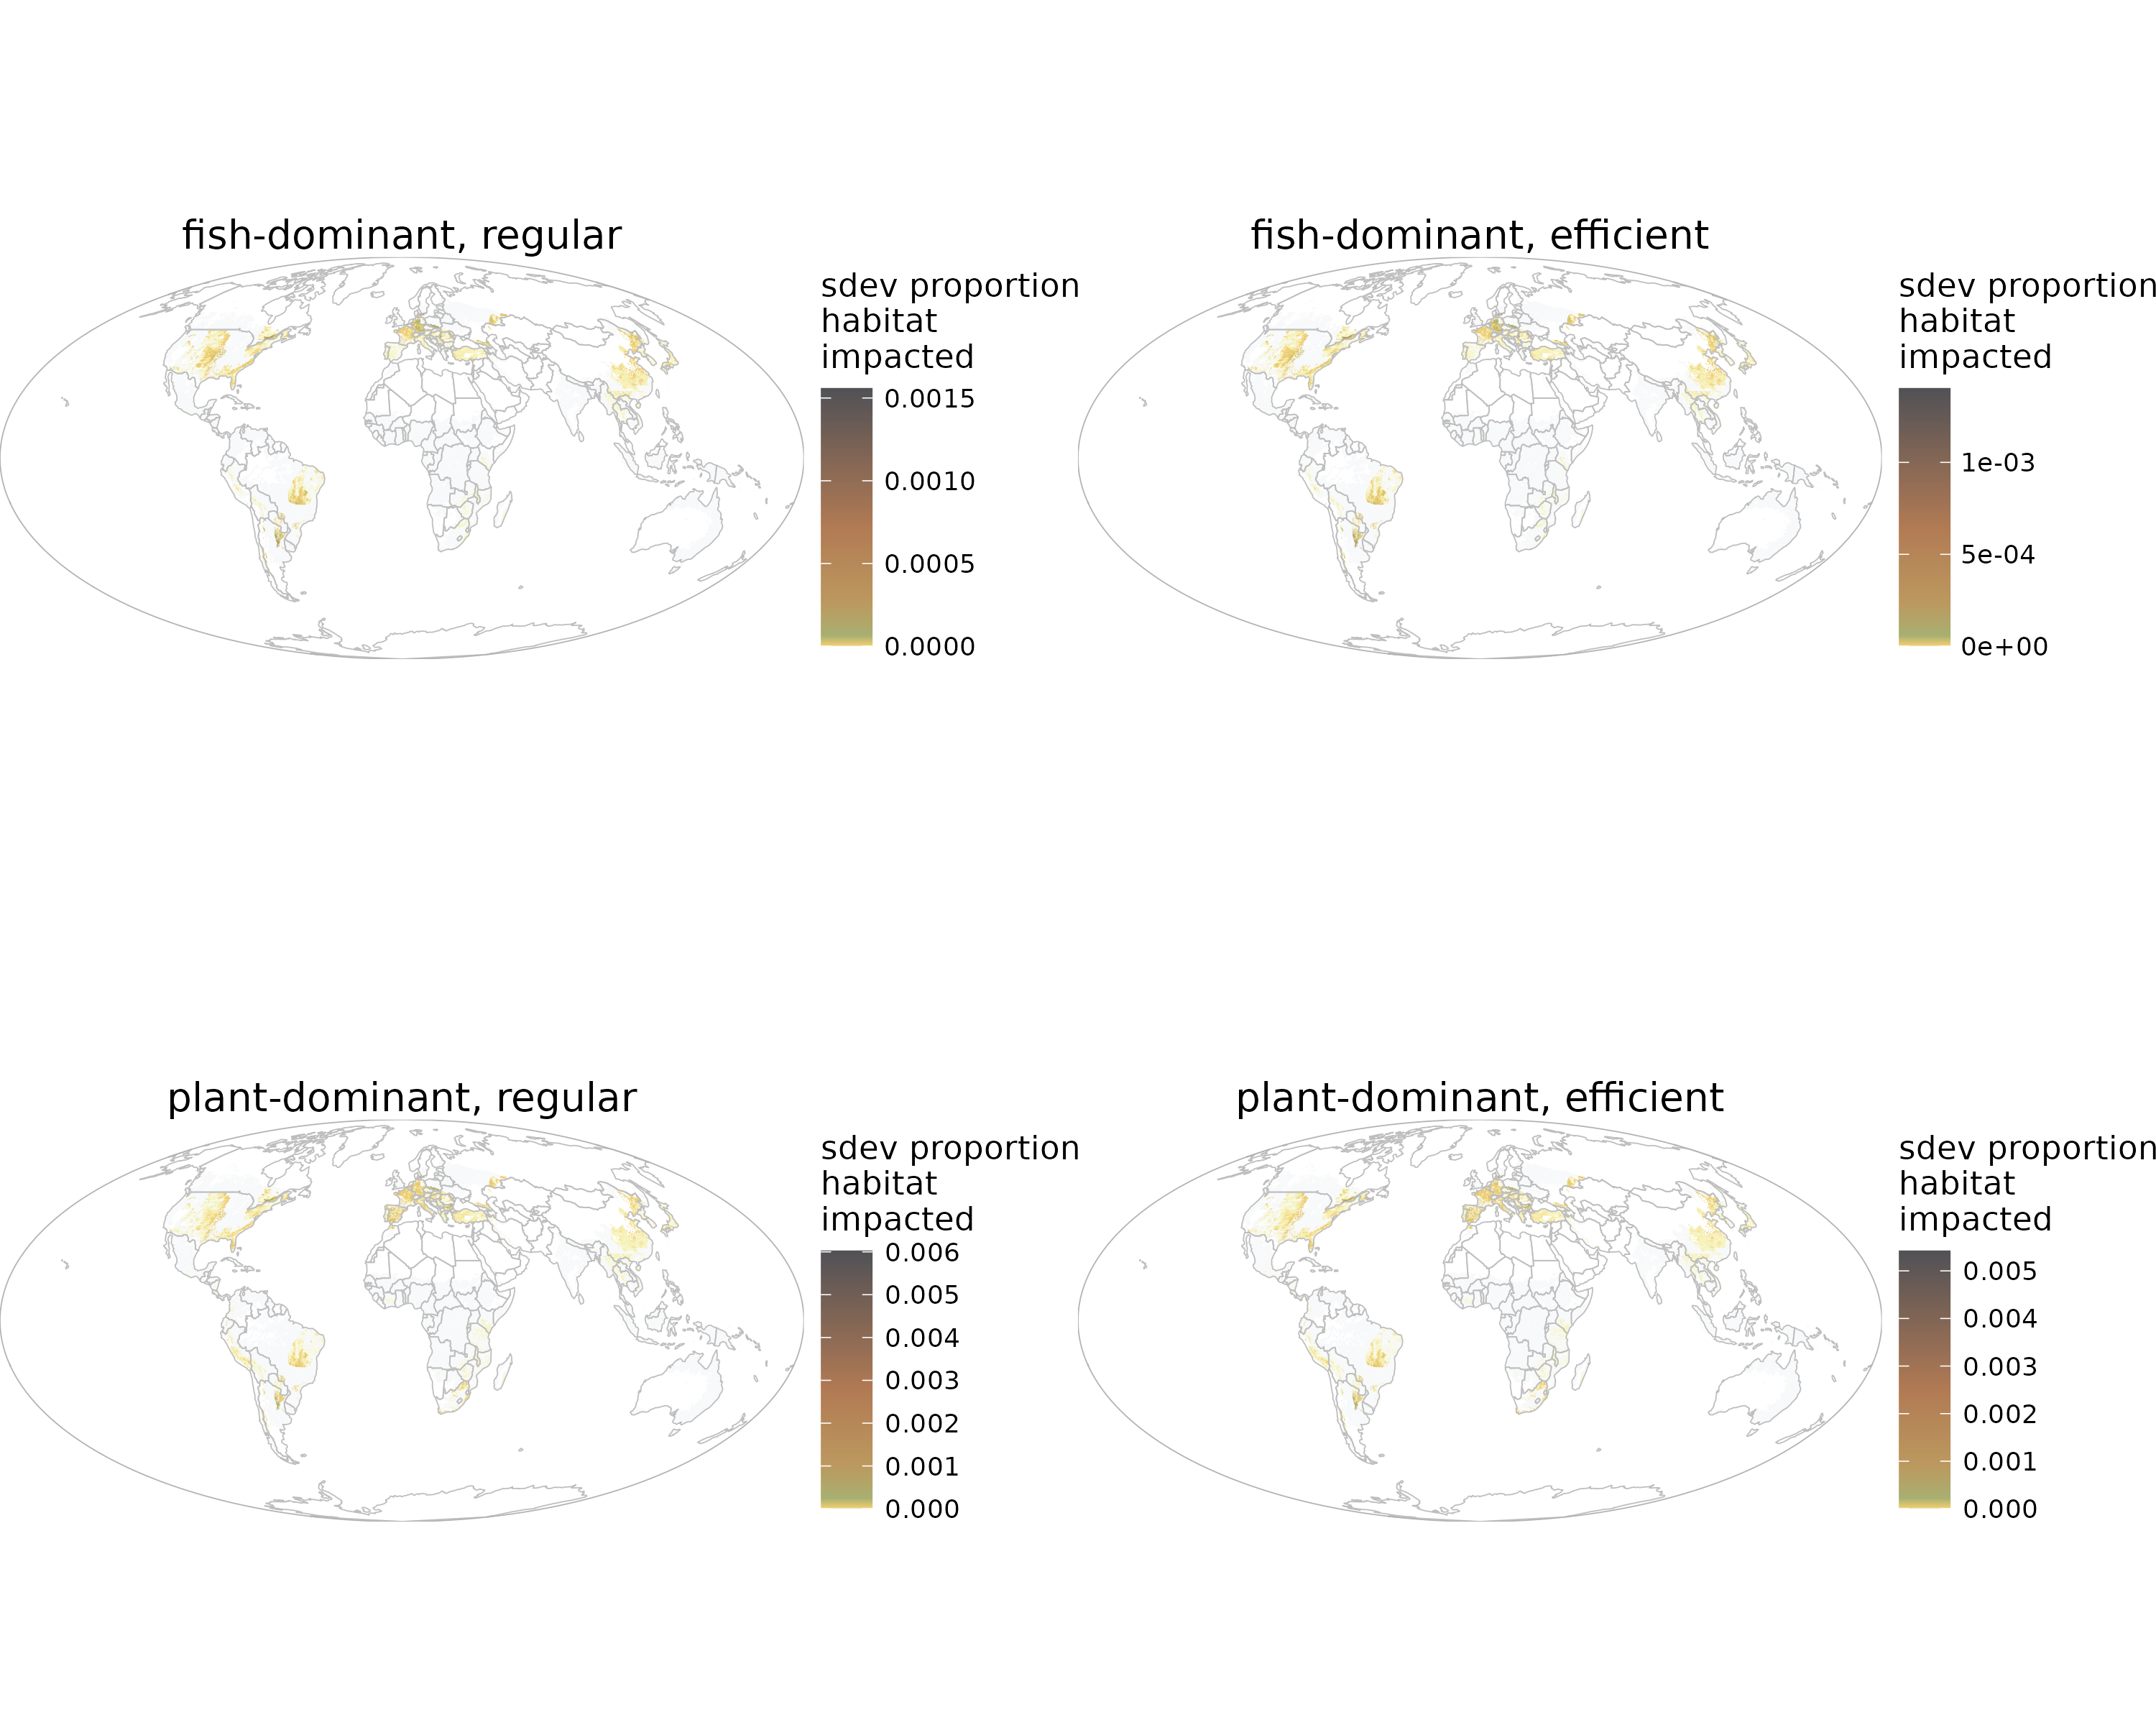 fish-dominant, regular
sdev proportion
habitat
impacted
0.0015
0.0010
0.0005
0.0000
fish-dominant, efficient
sdev proportion
habitat
impacted
1e-03
5e-04
0e+00
plant-dominant, regular
sdev proportion
habitat
impacted
0.006
0.005
0.004
0.003
0.002
0.001
0.000
plant-dominant, efficient
sdev proportion
habitat
impacted
0.005
0.004
0.003
0.002
0.001
0.000